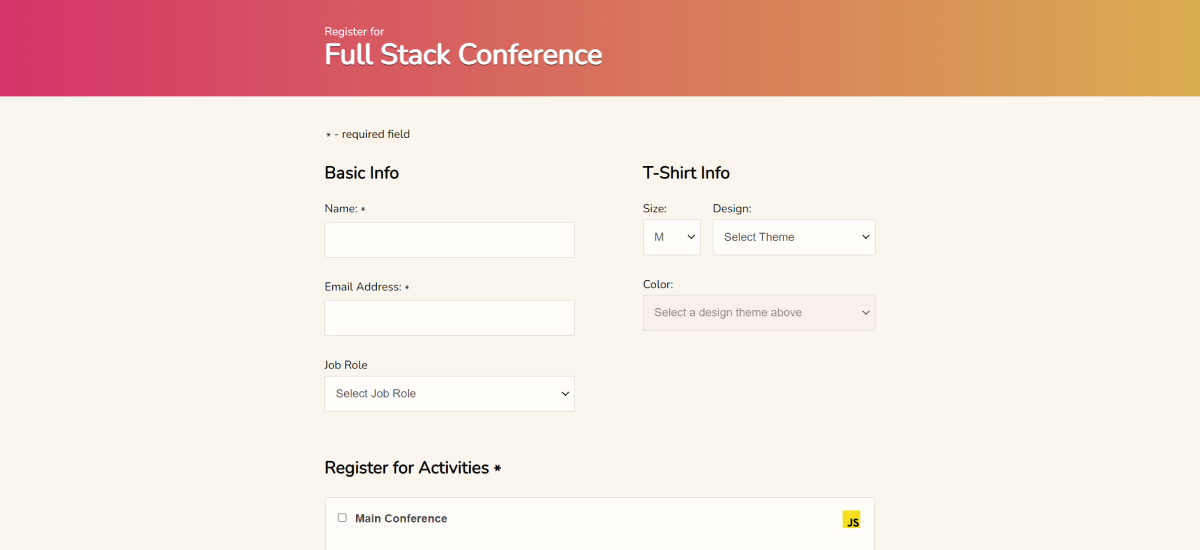 Register for
Full Stack Conference
* - required field
Basic Info
Name: *
Email Address: *
Job Role
Select Job Role
T-Shirt Info
Size:
M
Design:
Select Theme
Color:
Select a design theme above
Register for Activities *
Main Conference
JS